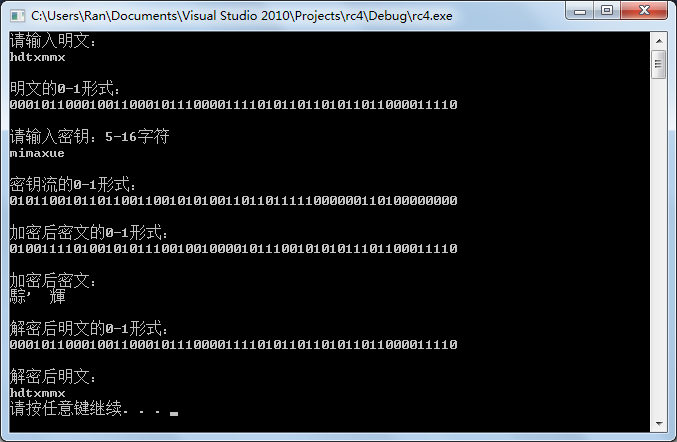 C:\Users\Ran\Documents\Visual Studio 2010\Projects\rc4\Debug\rc4.exe
请输入明文:
hdtxmmx
明文的0-1形式:
00010110001001100010111000011110101101101011011000011110
请输入密钥: 5-16字符
mimaxue
密钥流的0-1形式:
01011001011011001100101010011011011111000000110100000000
加密后密文的0-1形式:
01001111010010101110010010000101110010101011101100011110
加密后密文:
騌'  輝
解密后明文的0-1形式:
00010110001001100010111000011110101101101011011000011110
解密后明文:
hdtxmmx
请按任意键继续. . . _